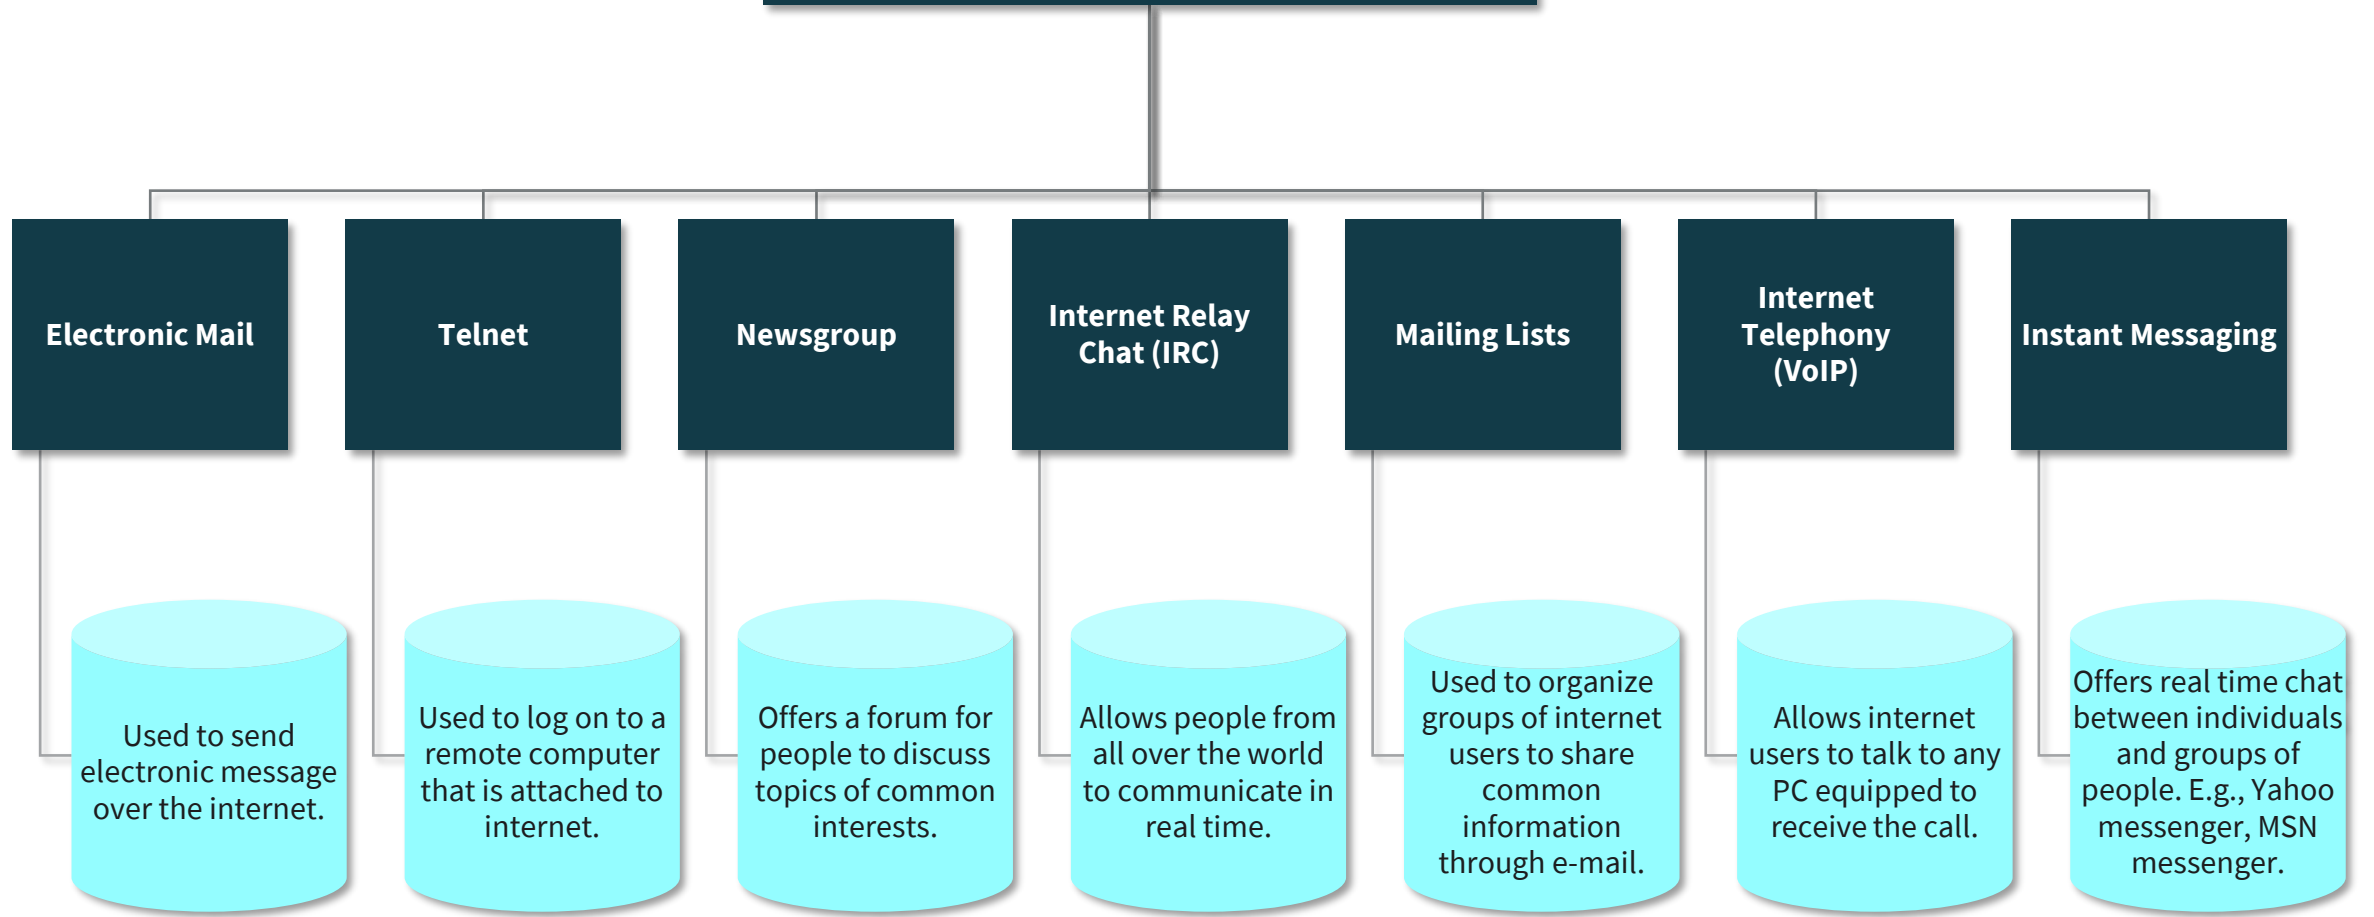 Electronic Mail
Telnet
Newsgroup
Internet Relay
Chat (IRC)
Mailing Lists
Internet
Telephony
(VoIP)
Instant Messaging
Used to send
electronic message
over the internet.
Used to log on to a
remote computer
that is attached to
internet.
Offers a forum for
people to discuss
topics of common
interests.
Allows people from
all over the world
to communicate in
real time.
Used to organize
groups of internet
users to share
common
information
through e-mail.
Allows internet
users to talk to any
PC equipped to
receive the call.
Offers real time chat
between individuals
and groups of
people. E.g., Yahoo
messenger, MSN
messenger.